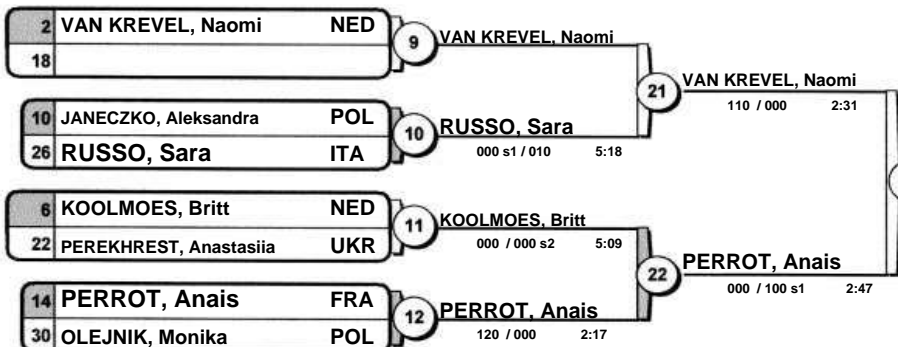 2 VAN KREVEL, Naomi NED
18
9 VAN KREVEL, Naomi
10 JANECZKO, Aleksandra POL
26 RUSSO, Sara ITA
10 RUSSO, Sara
000 s1 / 010 5:18
21 VAN KREVEL, Naomi
110 / 000 2:31
6 KOOLMOES, Britt NED
22 PEREKHREST, Anastasiia UKR
11 KOOLMOES, Britt
000 / 000 s2 5:09
14 PERROT, Anais FRA
30 OLEJNIK, Monika POL
12 PERROT, Anais
120 / 000 2:17
22 PERROT, Anais
000 / 100 s1 2:47